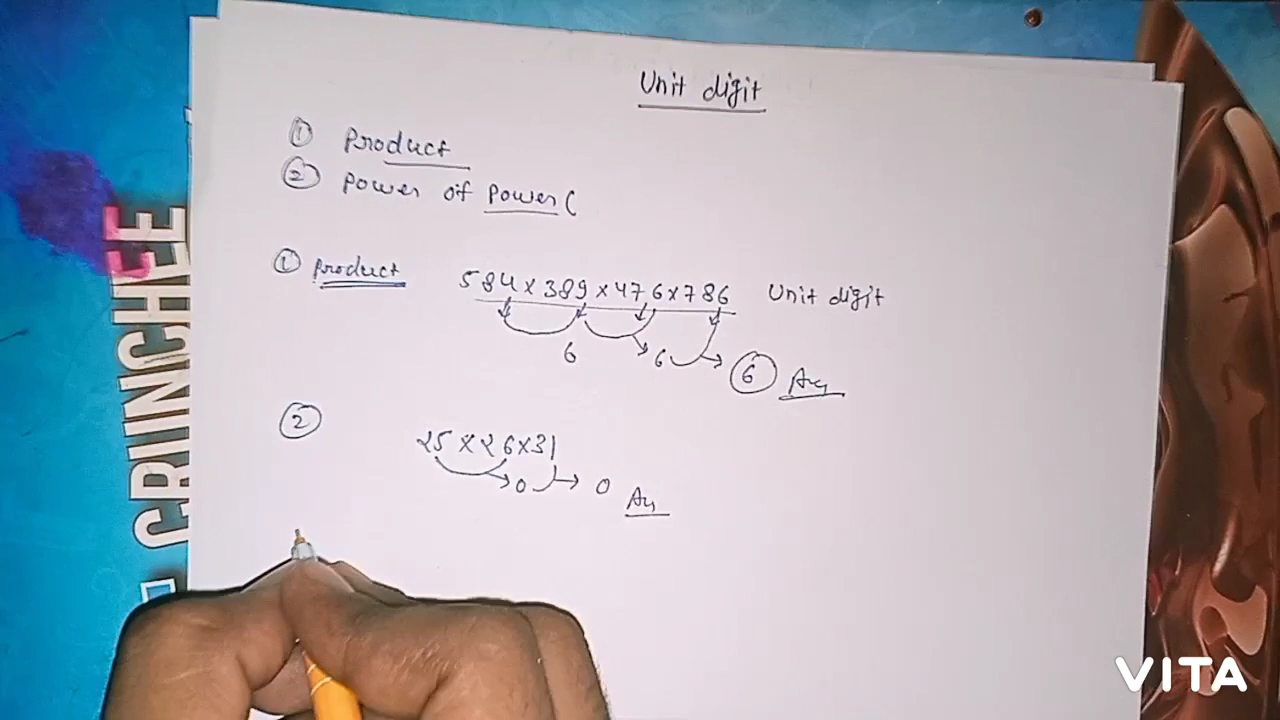 Unit digit
① Product
② Power of Power (
① Product 584 × 389 × 476 × 786 Unit digit
6 6 6 Ans
② 25 × 26 × 31
0 0 Ans
CRUNCHEE
VITA